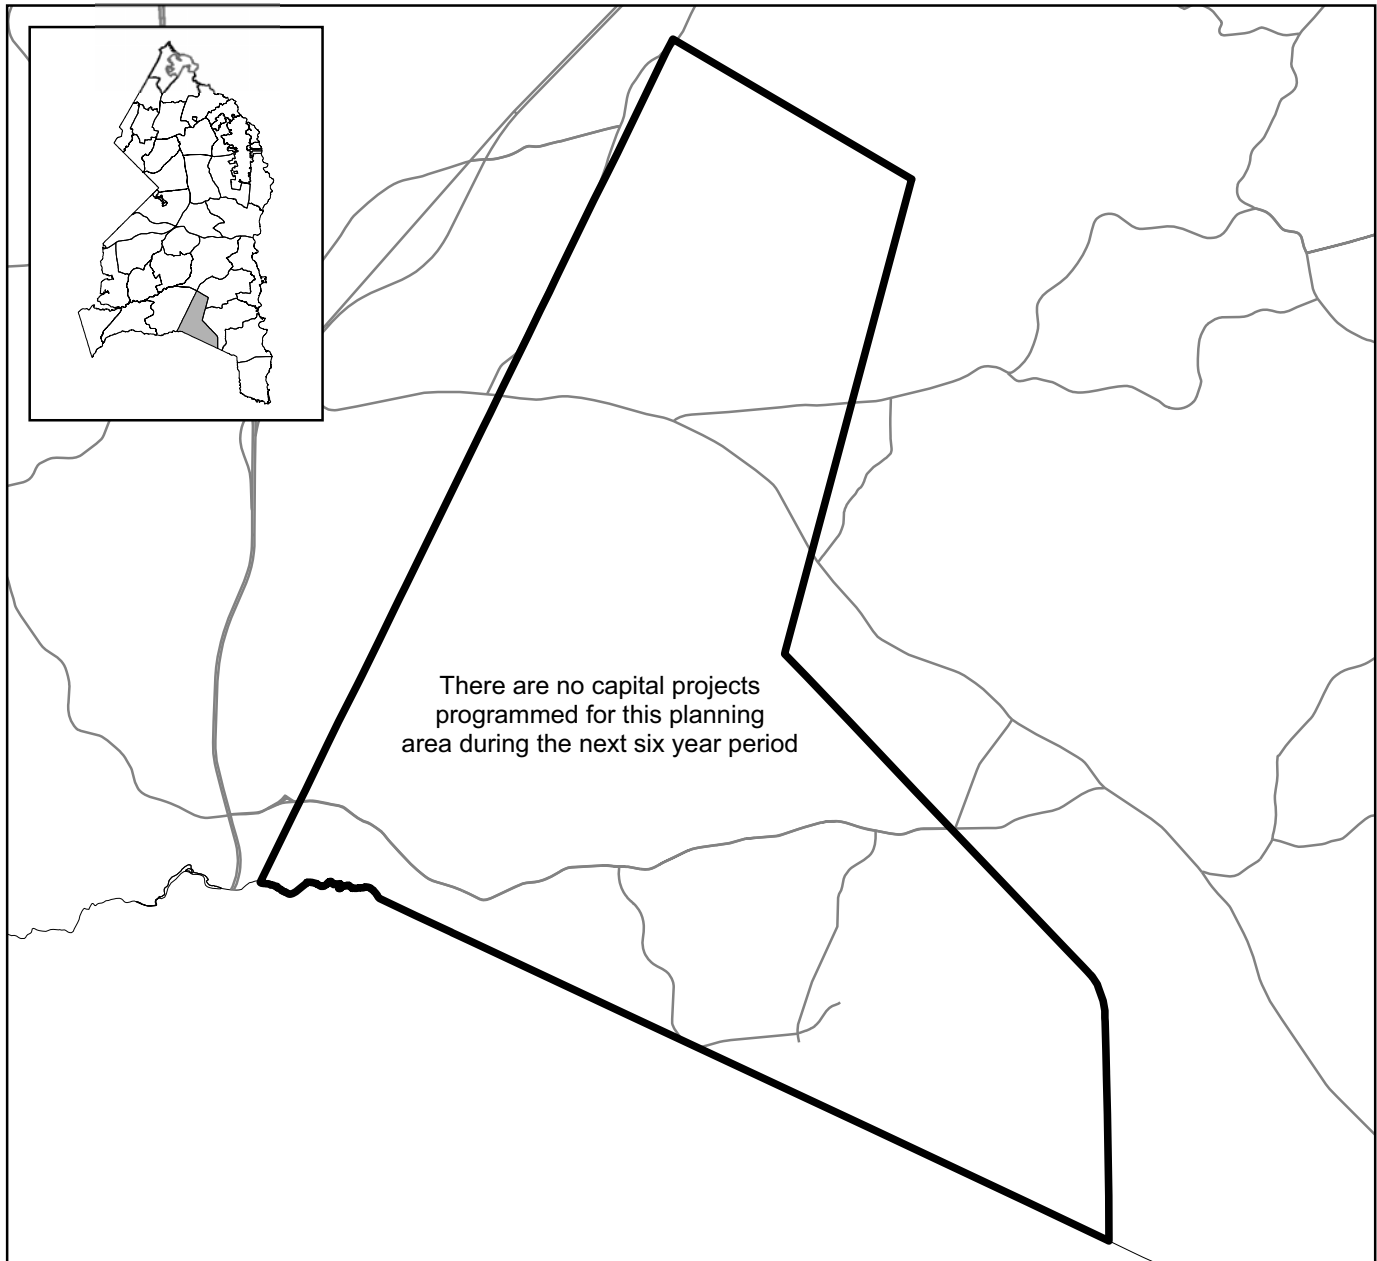 There are no capital projects
programmed for this planning
area during the next six year period